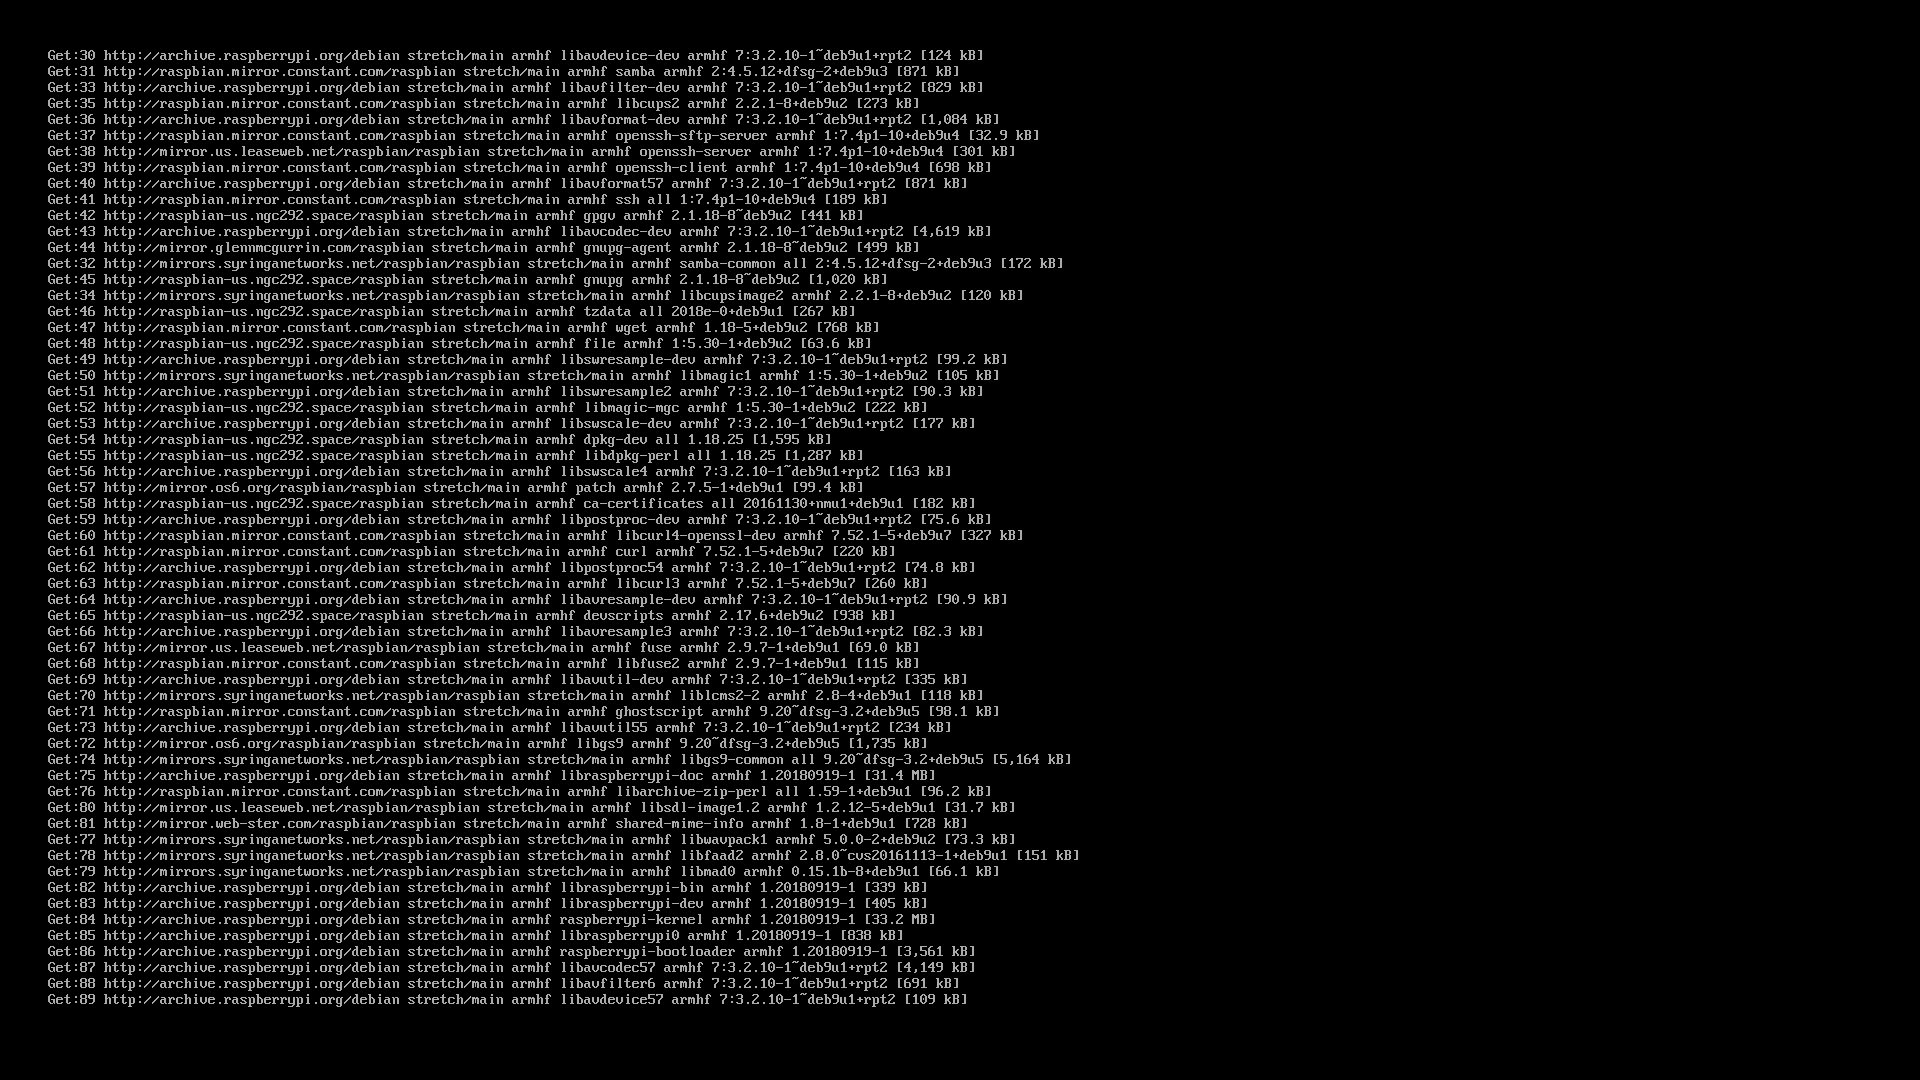 Get:30 http://archive.raspberrypi.org/debian stretch/main armhf libavdevice-dev armhf 7:3.2.10-1~deb9u1+rpt2 [124 kB]
Get:31 http://raspbian.mirror.constant.com/raspbian stretch/main armhf samba armhf 2:4.5.12+dfsg-2+deb9u3 [871 kB]
Get:33 http://archive.raspberrypi.org/debian stretch/main armhf libavfilter-dev armhf 7:3.2.10-1~deb9u1+rpt2 [829 kB]
Get:35 http://raspbian.mirror.constant.com/raspbian stretch/main armhf libcups2 armhf 2.2.1-8+deb9u2 [273 kB]
Get:36 http://archive.raspberrypi.org/debian stretch/main armhf libavformat-dev armhf 7:3.2.10-1~deb9u1+rpt2 [1,084 kB]
Get:37 http://raspbian.mirror.constant.com/raspbian stretch/main armhf openssh-sftp-server armhf 1:7.4p1-10+deb9u4 [32.9 kB]
Get:38 http://mirror.us.leaseweb.net/raspbian/raspbian stretch/main armhf openssh-server armhf 1:7.4p1-10+deb9u4 [301 kB]
Get:39 http://raspbian.mirror.constant.com/raspbian stretch/main armhf openssh-client armhf 1:7.4p1-10+deb9u4 [698 kB]
Get:40 http://archive.raspberrypi.org/debian stretch/main armhf libavformat57 armhf 7:3.2.10-1~deb9u1+rpt2 [871 kB]
Get:41 http://raspbian.mirror.constant.com/raspbian stretch/main armhf ssh all 1:7.4p1-10+deb9u4 [189 kB]
Get:42 http://raspbian-us.ngc292.space/raspbian stretch/main armhf gpgv armhf 2.1.18-8~deb9u2 [441 kB]
Get:43 http://archive.raspberrypi.org/debian stretch/main armhf libavcodec-dev armhf 7:3.2.10-1~deb9u1+rpt2 [4,619 kB]
Get:44 http://mirror.glennmcgurrin.com/raspbian stretch/main armhf gnupg-agent armhf 2.1.18-8~deb9u2 [499 kB]
Get:32 http://mirrors.syringanetworks.net/raspbian/raspbian stretch/main armhf samba-common all 2:4.5.12+dfsg-2+deb9u3 [172 kB]
Get:45 http://raspbian-us.ngc292.space/raspbian stretch/main armhf gnupg armhf 2.1.18-8~deb9u2 [1,020 kB]
Get:34 http://mirrors.syringanetworks.net/raspbian/raspbian stretch/main armhf libcupsimage2 armhf 2.2.1-8+deb9u2 [120 kB]
Get:46 http://raspbian-us.ngc292.space/raspbian stretch/main armhf tzdata all 2018e-0+deb9u1 [267 kB]
Get:47 http://raspbian.mirror.constant.com/raspbian stretch/main armhf wget armhf 1.18-5+deb9u2 [768 kB]
Get:48 http://raspbian-us.ngc292.space/raspbian stretch/main armhf file armhf 1:5.30-1+deb9u2 [63.6 kB]
Get:49 http://archive.raspberrypi.org/debian stretch/main armhf libswresample-dev armhf 7:3.2.10-1~deb9u1+rpt2 [99.2 kB]
Get:50 http://mirrors.syringanetworks.net/raspbian/raspbian stretch/main armhf libmagic1 armhf 1:5.30-1+deb9u2 [105 kB]
Get:51 http://archive.raspberrypi.org/debian stretch/main armhf libswresample2 armhf 7:3.2.10-1~deb9u1+rpt2 [90.3 kB]
Get:52 http://raspbian-us.ngc292.space/raspbian stretch/main armhf libmagic-mgc armhf 1:5.30-1+deb9u2 [222 kB]
Get:53 http://archive.raspberrypi.org/debian stretch/main armhf libswscale-dev armhf 7:3.2.10-1~deb9u1+rpt2 [177 kB]
Get:54 http://raspbian-us.ngc292.space/raspbian stretch/main armhf dpkg-dev all 1.18.25 [1,595 kB]
Get:55 http://raspbian-us.ngc292.space/raspbian stretch/main armhf libdpkg-perl all 1.18.25 [1,287 kB]
Get:56 http://archive.raspberrypi.org/debian stretch/main armhf libswscale4 armhf 7:3.2.10-1~deb9u1+rpt2 [163 kB]
Get:57 http://mirror.os6.org/raspbian/raspbian stretch/main armhf patch armhf 2.7.5-1+deb9u1 [99.4 kB]
Get:58 http://raspbian-us.ngc292.space/raspbian stretch/main armhf ca-certificates all 20161130+nmu1+deb9u1 [182 kB]
Get:59 http://archive.raspberrypi.org/debian stretch/main armhf libpostproc-dev armhf 7:3.2.10-1~deb9u1+rpt2 [75.6 kB]
Get:60 http://raspbian.mirror.constant.com/raspbian stretch/main armhf libcurl4-openssl-dev armhf 7.52.1-5+deb9u7 [327 kB]
Get:61 http://raspbian.mirror.constant.com/raspbian stretch/main armhf curl armhf 7.52.1-5+deb9u7 [220 kB]
Get:62 http://archive.raspberrypi.org/debian stretch/main armhf libpostproc54 armhf 7:3.2.10-1~deb9u1+rpt2 [74.8 kB]
Get:63 http://raspbian.mirror.constant.com/raspbian stretch/main armhf libcurl3 armhf 7.52.1-5+deb9u7 [260 kB]
Get:64 http://archive.raspberrypi.org/debian stretch/main armhf libavresample-dev armhf 7:3.2.10-1~deb9u1+rpt2 [90.9 kB]
Get:65 http://raspbian-us.ngc292.space/raspbian stretch/main armhf devscripts armhf 2.17.6+deb9u2 [938 kB]
Get:66 http://archive.raspberrypi.org/debian stretch/main armhf libavresample3 armhf 7:3.2.10-1~deb9u1+rpt2 [82.3 kB]
Get:67 http://mirror.us.leaseweb.net/raspbian/raspbian stretch/main armhf fuse armhf 2.9.7-1+deb9u1 [69.0 kB]
Get:68 http://raspbian.mirror.constant.com/raspbian stretch/main armhf libfuse2 armhf 2.9.7-1+deb9u1 [115 kB]
Get:69 http://archive.raspberrypi.org/debian stretch/main armhf libavutil-dev armhf 7:3.2.10-1~deb9u1+rpt2 [335 kB]
Get:70 http://mirrors.syringanetworks.net/raspbian/raspbian stretch/main armhf liblcms2-2 armhf 2.8-4+deb9u1 [118 kB]
Get:71 http://raspbian.mirror.constant.com/raspbian stretch/main armhf ghostscript armhf 9.20~dfsg-3.2+deb9u5 [98.1 kB]
Get:73 http://archive.raspberrypi.org/debian stretch/main armhf libavutil55 armhf 7:3.2.10-1~deb9u1+rpt2 [234 kB]
Get:72 http://mirror.os6.org/raspbian/raspbian stretch/main armhf libgs9 armhf 9.20~dfsg-3.2+deb9u5 [1,735 kB]
Get:74 http://mirrors.syringanetworks.net/raspbian/raspbian stretch/main armhf libgs9-common all 9.20~dfsg-3.2+deb9u5 [5,164 kB]
Get:75 http://archive.raspberrypi.org/debian stretch/main armhf libraspberrypi-doc armhf 1.20180919-1 [31.4 MB]
Get:76 http://raspbian.mirror.constant.com/raspbian stretch/main armhf libarchive-zip-perl all 1.59-1+deb9u1 [96.2 kB]
Get:80 http://mirror.us.leaseweb.net/raspbian/raspbian stretch/main armhf libsdl-image1.2 armhf 1.2.12-5+deb9u1 [31.7 kB]
Get:81 http://mirror.web-ster.com/raspbian/raspbian stretch/main armhf shared-mime-info armhf 1.8-1+deb9u1 [728 kB]
Get:77 http://mirrors.syringanetworks.net/raspbian/raspbian stretch/main armhf libwavpack1 armhf 5.0.0-2+deb9u2 [73.3 kB]
Get:78 http://mirrors.syringanetworks.net/raspbian/raspbian stretch/main armhf libfaad2 armhf 2.8.0~cvs20161113-1+deb9u1 [151 kB]
Get:79 http://mirrors.syringanetworks.net/raspbian/raspbian stretch/main armhf libmad0 armhf 0.15.1b-8+deb9u1 [66.1 kB]
Get:82 http://archive.raspberrypi.org/debian stretch/main armhf libraspberrypi-bin armhf 1.20180919-1 [339 kB]
Get:83 http://archive.raspberrypi.org/debian stretch/main armhf libraspberrypi-dev armhf 1.20180919-1 [405 kB]
Get:84 http://archive.raspberrypi.org/debian stretch/main armhf raspberrypi-kernel armhf 1.20180919-1 [33.2 MB]
Get:85 http://archive.raspberrypi.org/debian stretch/main armhf libraspberrypi0 armhf 1.20180919-1 [838 kB]
Get:86 http://archive.raspberrypi.org/debian stretch/main armhf raspberrypi-bootloader armhf 1.20180919-1 [3,561 kB]
Get:87 http://archive.raspberrypi.org/debian stretch/main armhf libavcodec57 armhf 7:3.2.10-1~deb9u1+rpt2 [4,149 kB]
Get:88 http://archive.raspberrypi.org/debian stretch/main armhf libavfilter6 armhf 7:3.2.10-1~deb9u1+rpt2 [691 kB]
Get:89 http://archive.raspberrypi.org/debian stretch/main armhf libavdevice57 armhf 7:3.2.10-1~deb9u1+rpt2 [109 kB]